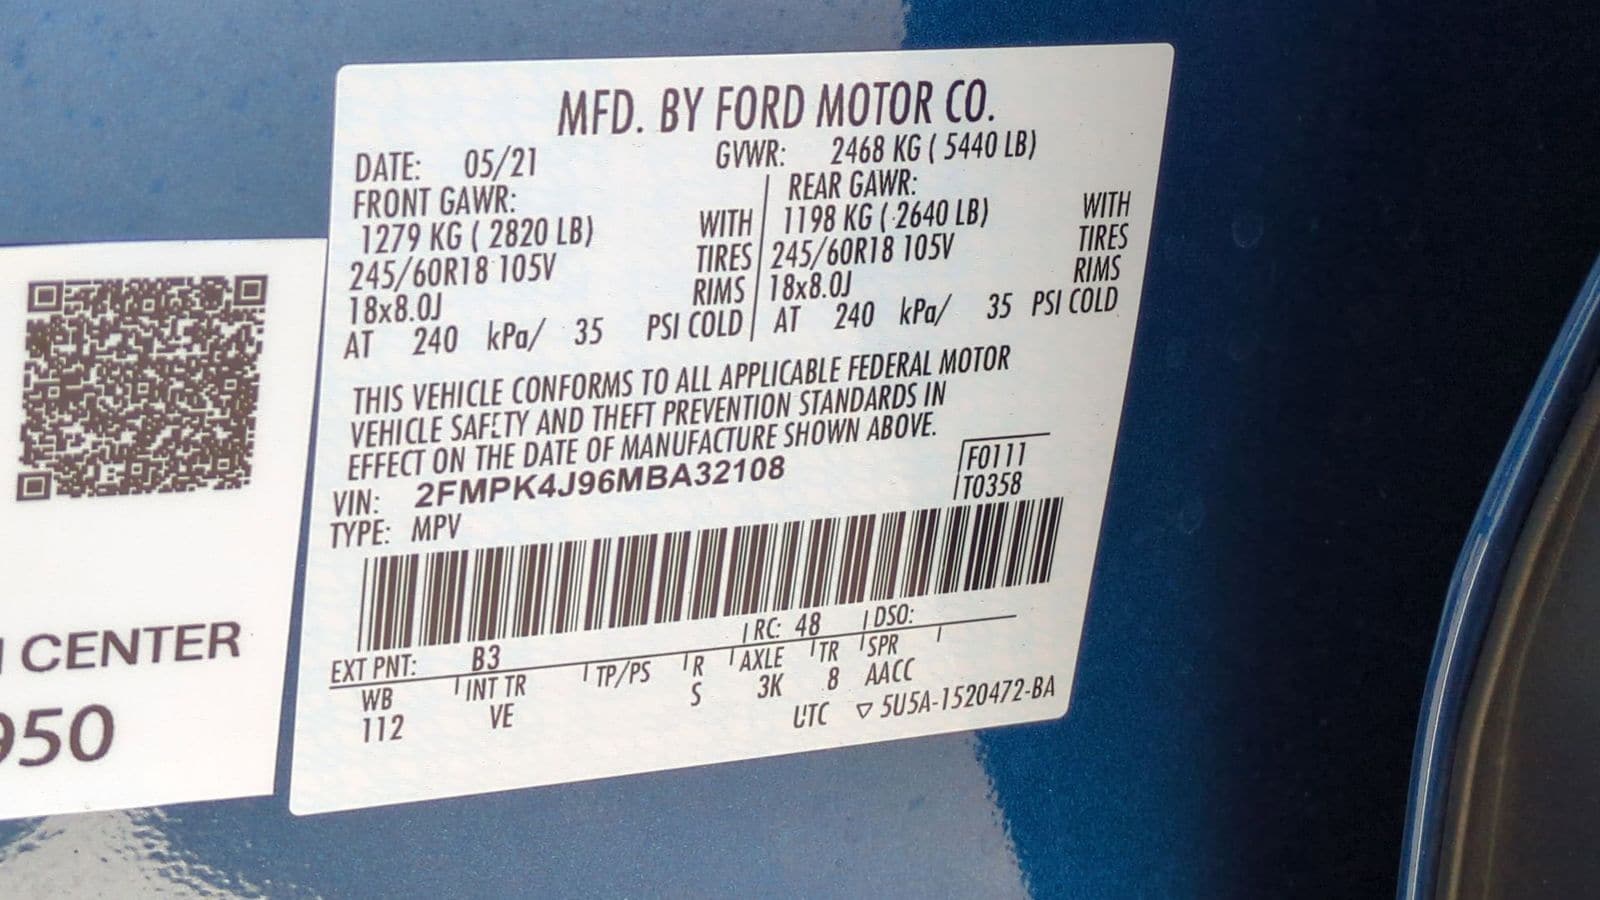 MFD. BY FORD MOTOR CO.
DATE: 05/21 GVWR: 2468 KG ( 5440 LB)
FRONT GAWR: REAR GAWR:
1279 KG ( 2820 LB) WITH 1198 KG ( 2640 LB) WITH
245/60R18 105V TIRES 245/60R18 105V TIRES
18x8.0J RIMS 18x8.0J RIMS
AT 240 kPa/ 35 PSI COLD AT 240 kPa/ 35 PSI COLD
THIS VEHICLE CONFORMS TO ALL APPLICABLE FEDERAL MOTOR
VEHICLE SAFETY AND THEFT PREVENTION STANDARDS IN
EFFECT ON THE DATE OF MANUFACTURE SHOWN ABOVE.
VIN: 2FMPK4J96MBA32108 F0111
TYPE: MPV T0358
RC: 48 DSO:
EXT PNT: B3
WB INT TR TP/PS R AXLE TR SPR
112 VE S 3K 8 AACC
UTC ▽ 5U5A-1520472-BA
CENTER
950